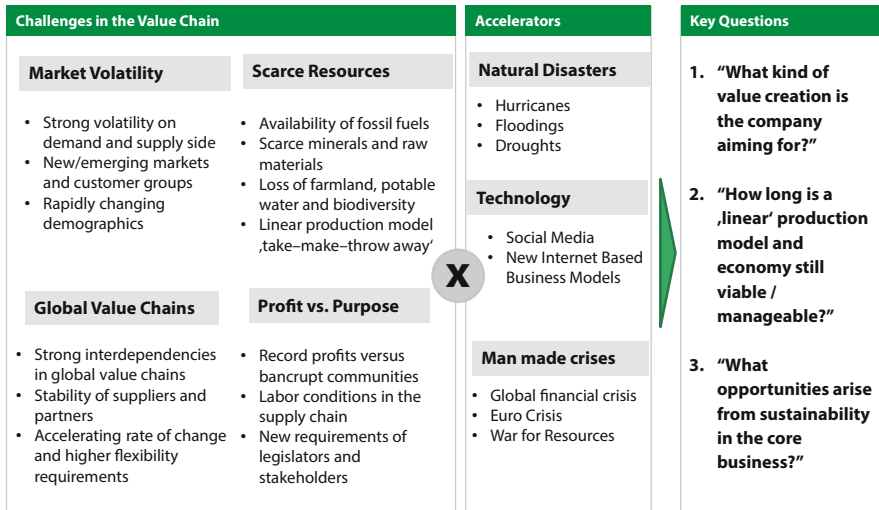 Challenges in the Value Chain
Market Volatility
• Strong volatility on
demand and supply side
• New/emerging markets
and customer groups
• Rapidly changing
demographics
Scarce Resources
• Availability of fossil fuels
• Scarce minerals and raw
materials
• Loss of farmland, potable
water and biodiversity
• Linear production model
‚take–make–throw away‘
Global Value Chains
• Strong interdependencies
in global value chains
• Stability of suppliers and
partners
• Accelerating rate of change
and higher flexibility
requirements
Profit vs. Purpose
• Record profits versus
bankrupt communities
• Labor conditions in the
supply chain
• New requirements of
legislators and
stakeholders
X
Accelerators
Natural Disasters
• Hurricanes
• Floodings
• Droughts
Technology
• Social Media
• New Internet Based
Business Models
Man made crises
• Global financial crisis
• Euro Crisis
• War for Resources
Key Questions
1. “What kind of
value creation is
the company
aiming for?”
2. “How long is a
‚linear‘ production
model and
economy still
viable /
manageable?”
3. “What
opportunities arise
from sustainability
in the core
business?”